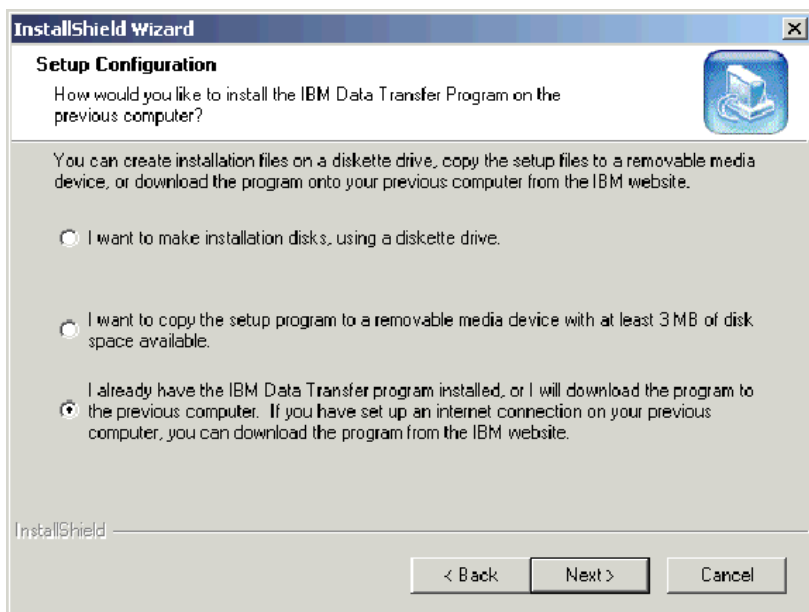 InstallShield Wizard
Setup Configuration
How would you like to install the IBM Data Transfer Program on the
previous computer?
You can create installation files on a diskette drive, copy the setup files to a removable media
device, or download the program onto your previous computer from the IBM website.
I want to make installation disks, using a diskette drive.
I want to copy the setup program to a removable media device with at least 3 MB of disk
space available.
I already have the IBM Data Transfer program installed, or I will download the program to
the previous computer.  If you have set up an internet connection on your previous
computer, you can download the program from the IBM website.
InstallShield
< Back
Next >
Cancel